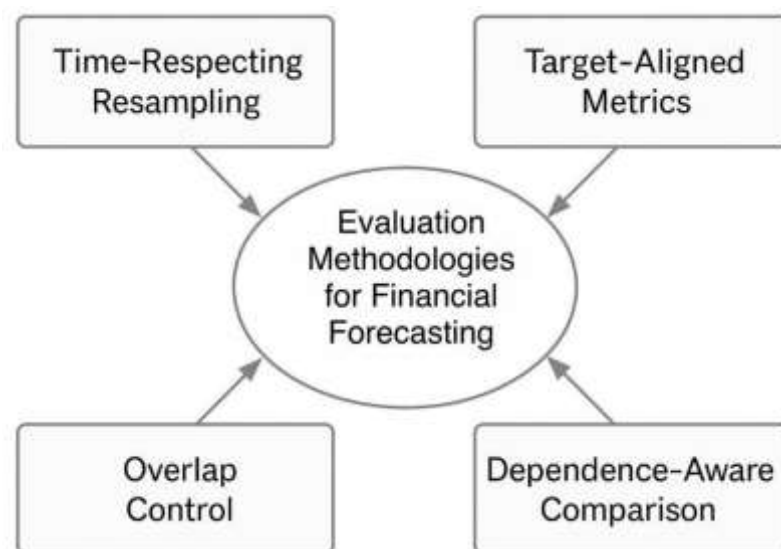 Time-Respecting
Resampling
Target-Aligned
Metrics
Evaluation
Methodologies
for Financial
Forecasting
Overlap
Control
Dependence-Aware
Comparison